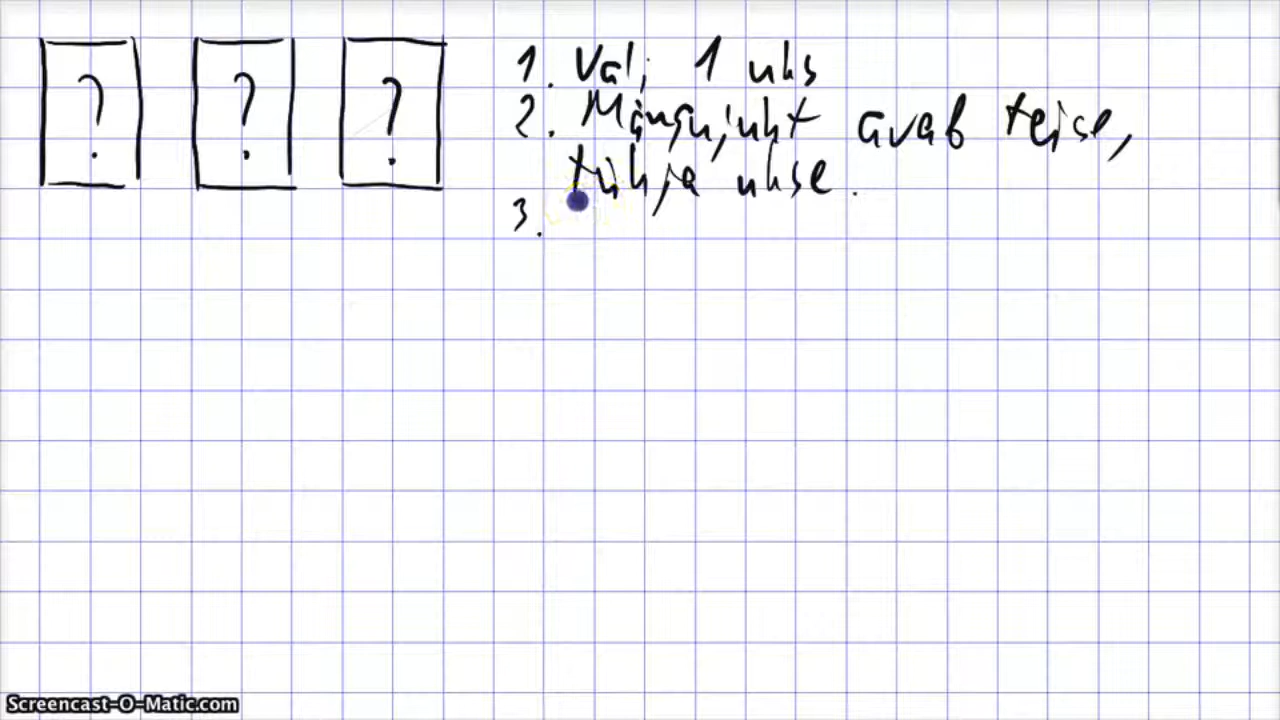 ? ? ?
1. Vali 1 uks
2. Mängujuht avab teise,
tühja ukse.
3.
Screencast-O-Matic.com